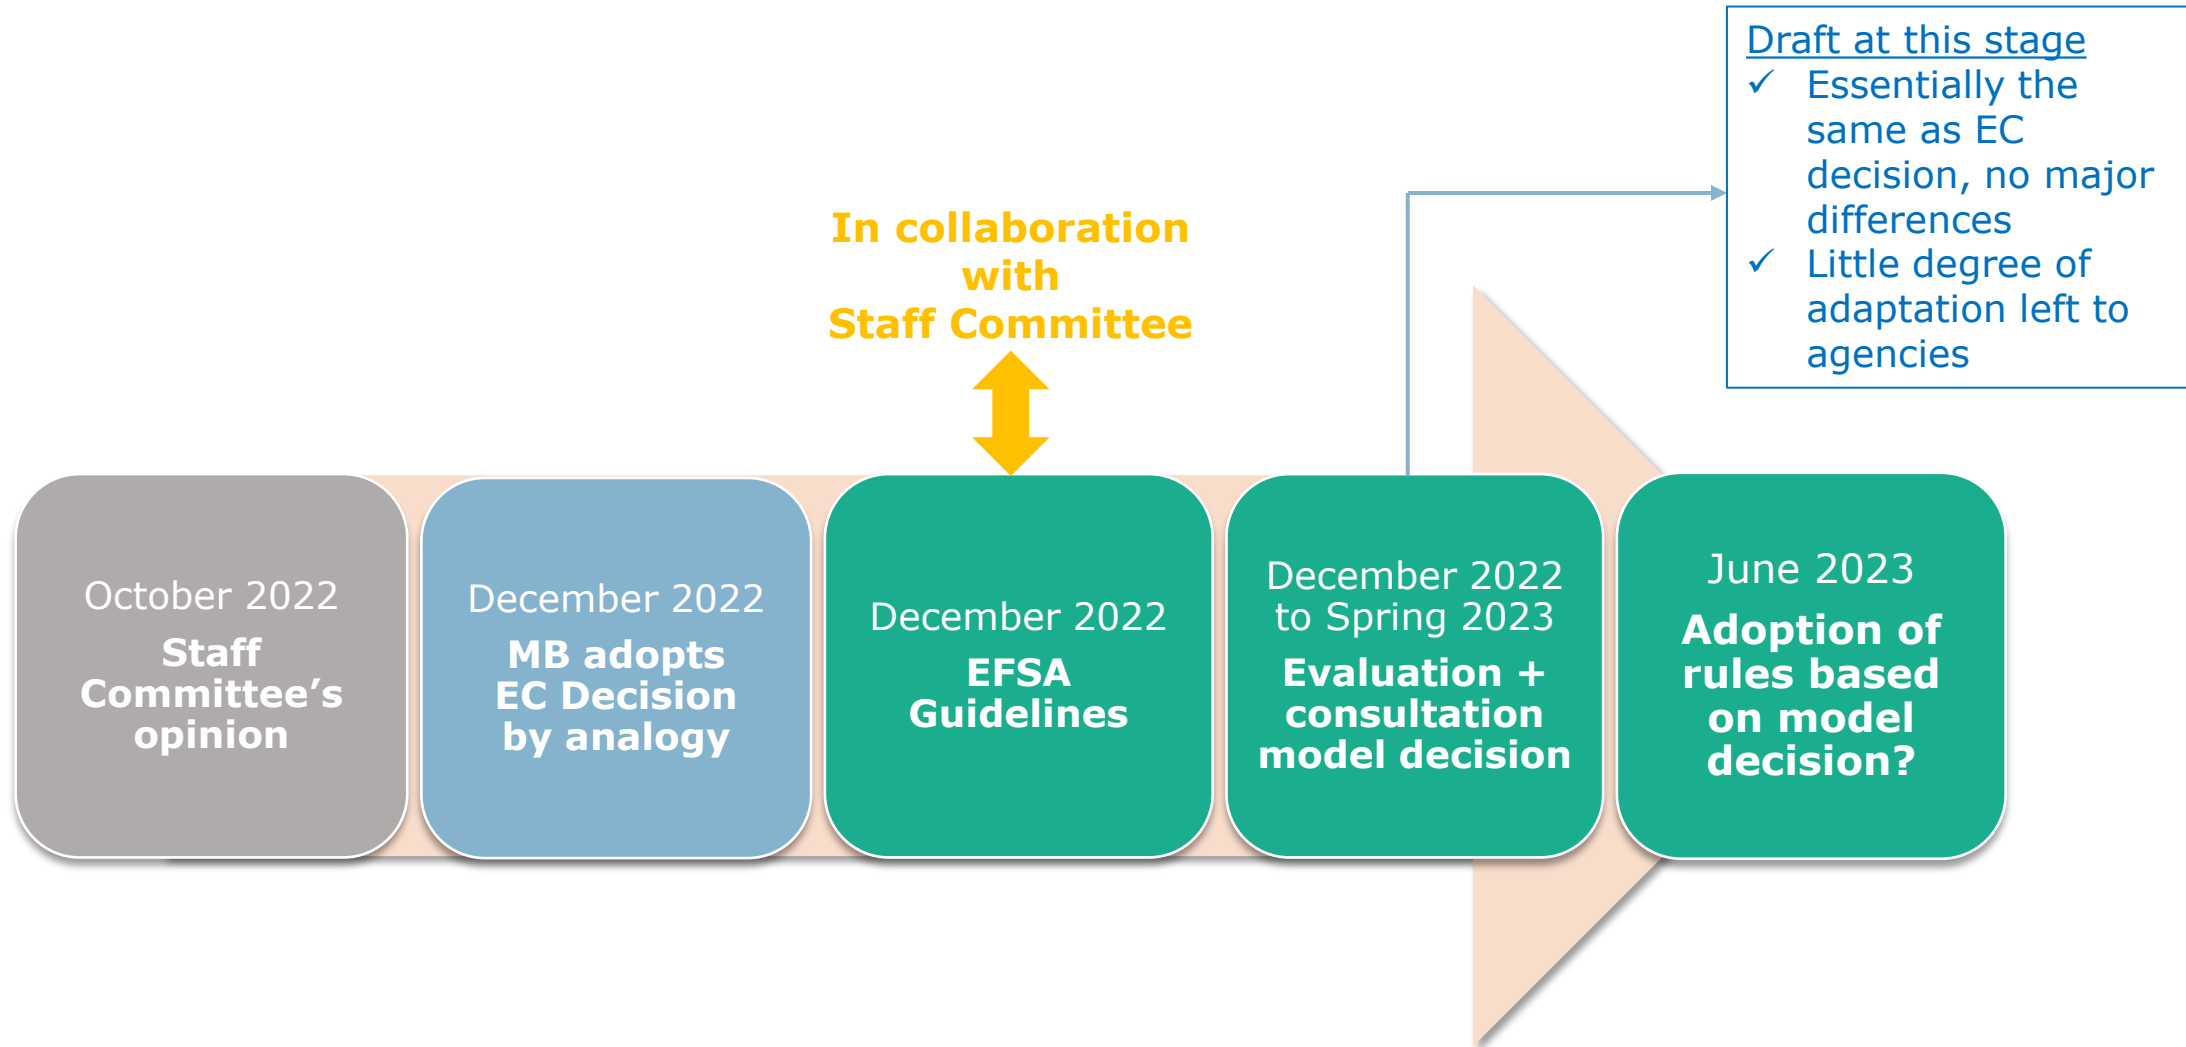 Draft at this stage
✓ Essentially the
same as EC
decision, no major
differences
✓ Little degree of
adaptation left to
agencies
In collaboration
with
Staff Committee
October 2022
Staff
Committee’s
opinion
December 2022
MB adopts
EC Decision
by analogy
December 2022
EFSA
Guidelines
December 2022
to Spring 2023
Evaluation +
consultation
model decision
June 2023
Adoption of
rules based
on model
decision?